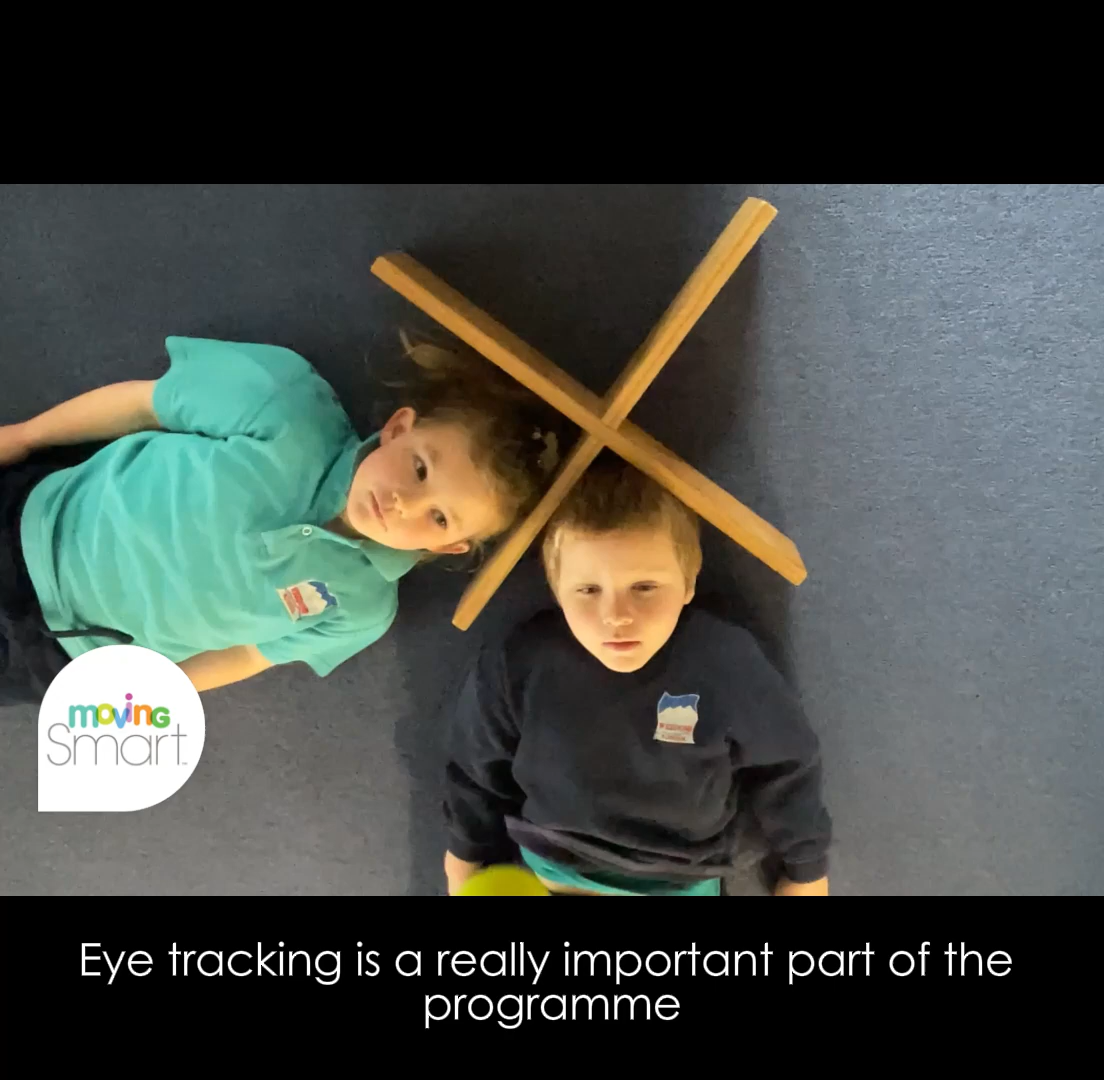 moving
Smart
Eye tracking is a really important part of the
programme